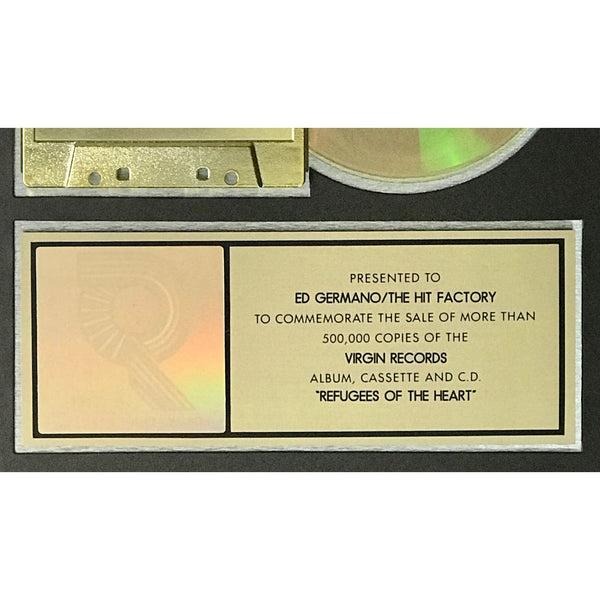 PRESENTED TO
ED GERMANO/THE HIT FACTORY
TO COMMEMORATE THE SALE OF MORE THAN
500,000 COPIES OF THE
VIRGIN RECORDS
ALBUM, CASSETTE AND C.D.
"REFUGEES OF THE HEART"